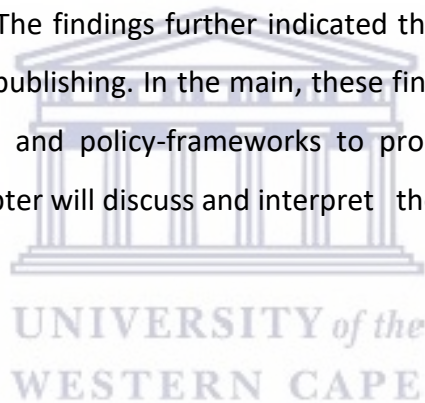 The findings further indicated th
publishing. In the main, these fin
and policy-frameworks to pro
pter will discuss and interpret the
UNIVERSITY of the
WESTERN CAPE